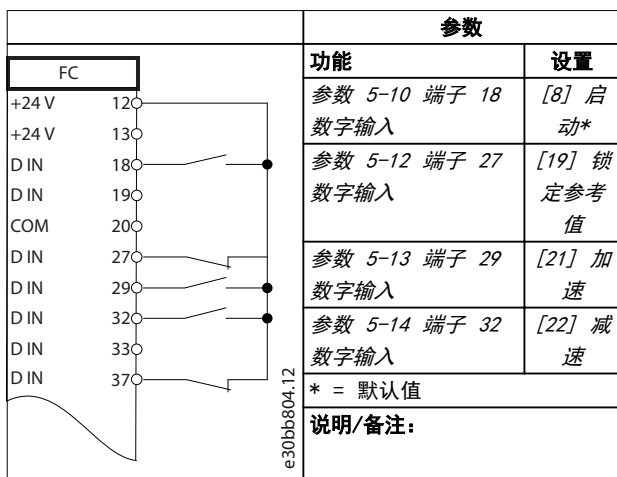 FC
+24 V 12
+24 V 13
D IN 18
D IN 19
COM 20
D IN 27
D IN 29
D IN 32
D IN 33
D IN 37
e30bb804.12
参数
功能 设置
参数 5-10 端子 18 [8] 启
数字输入 动*
参数 5-12 端子 27 [19] 锁
数字输入 定参考
值
参数 5-13 端子 29 [21] 加
数字输入 速
参数 5-14 端子 32 [22] 减
数字输入 速
* = 默认值
说明/备注：